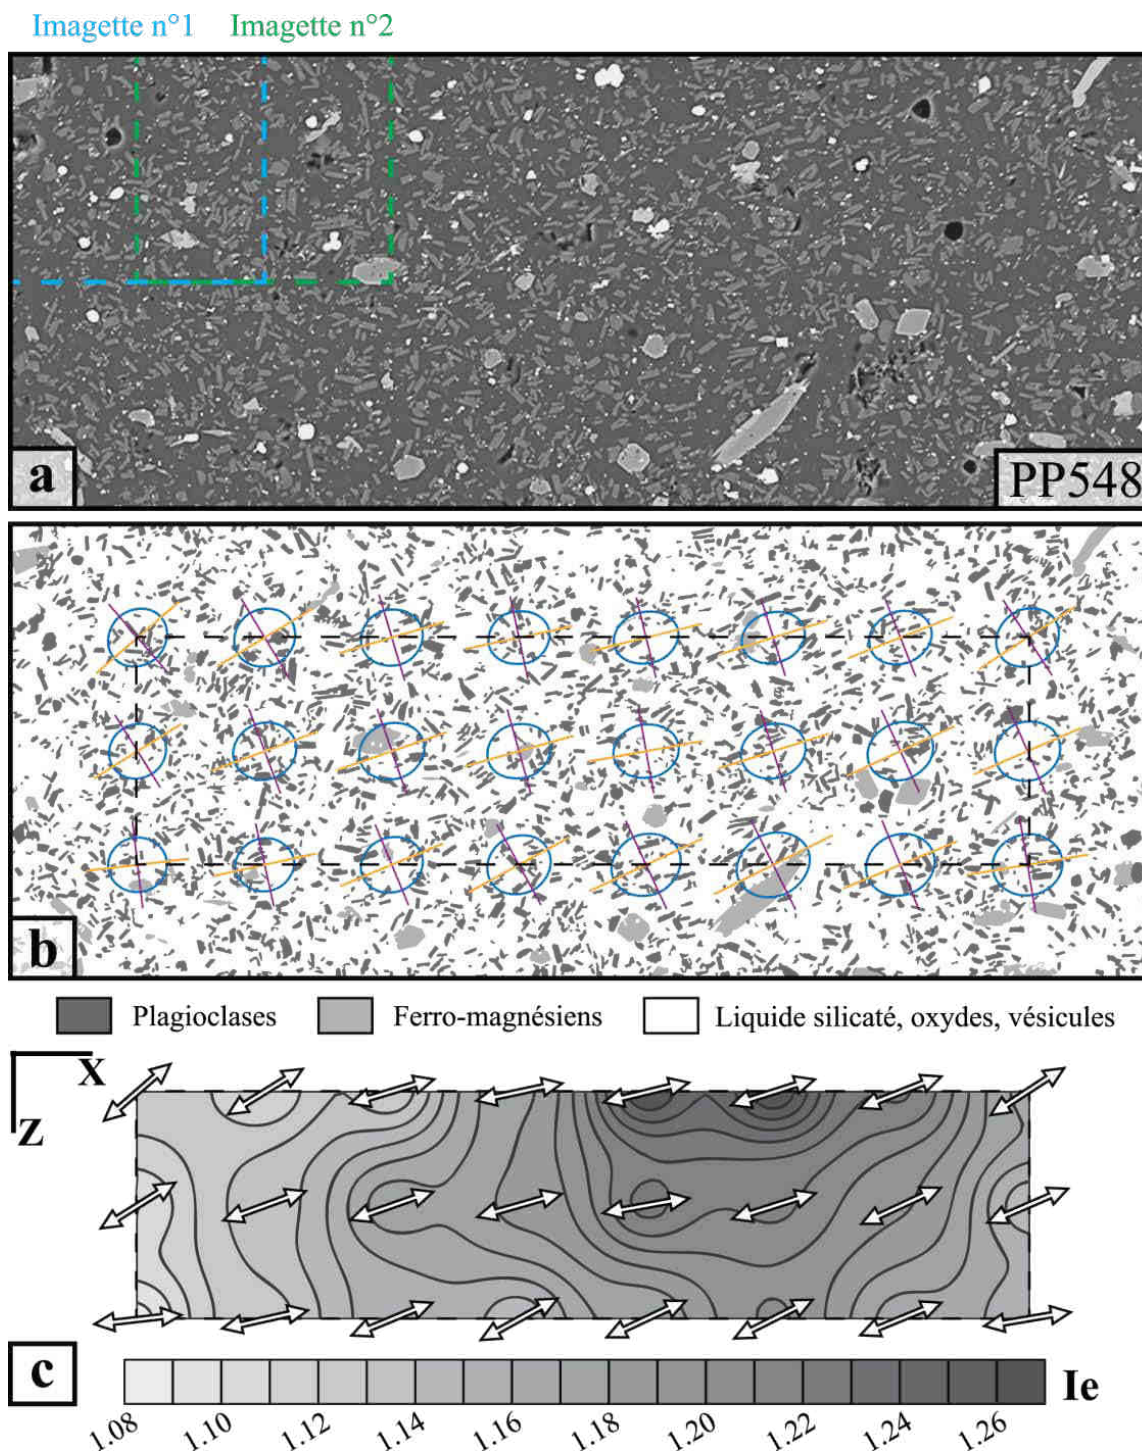 Imagette n°1 Imagette n°2
a
PP548
b
Plagioclases Ferro-magnésiens Liquide silicaté, oxydes, vésicules
X
Z
c
Ie
1.08 1.10 1.12 1.14 1.16 1.18 1.20 1.22 1.24 1.26